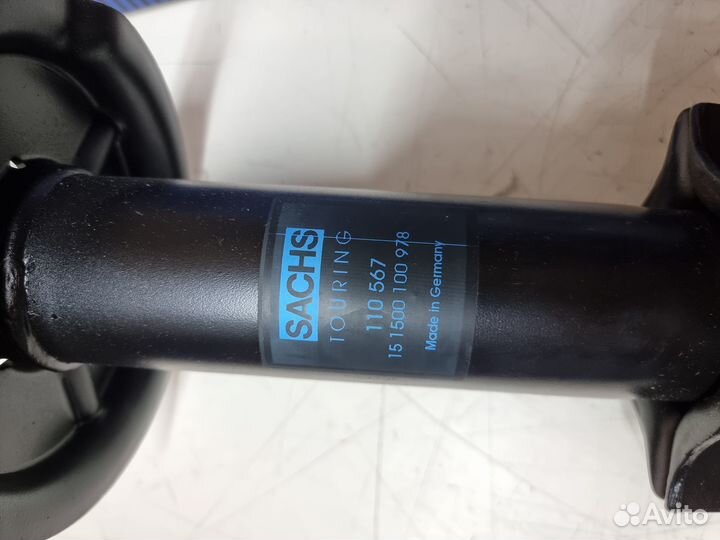 SACHS
TOURING
110 567
15 1500 100 978
Made in Germany
Avito